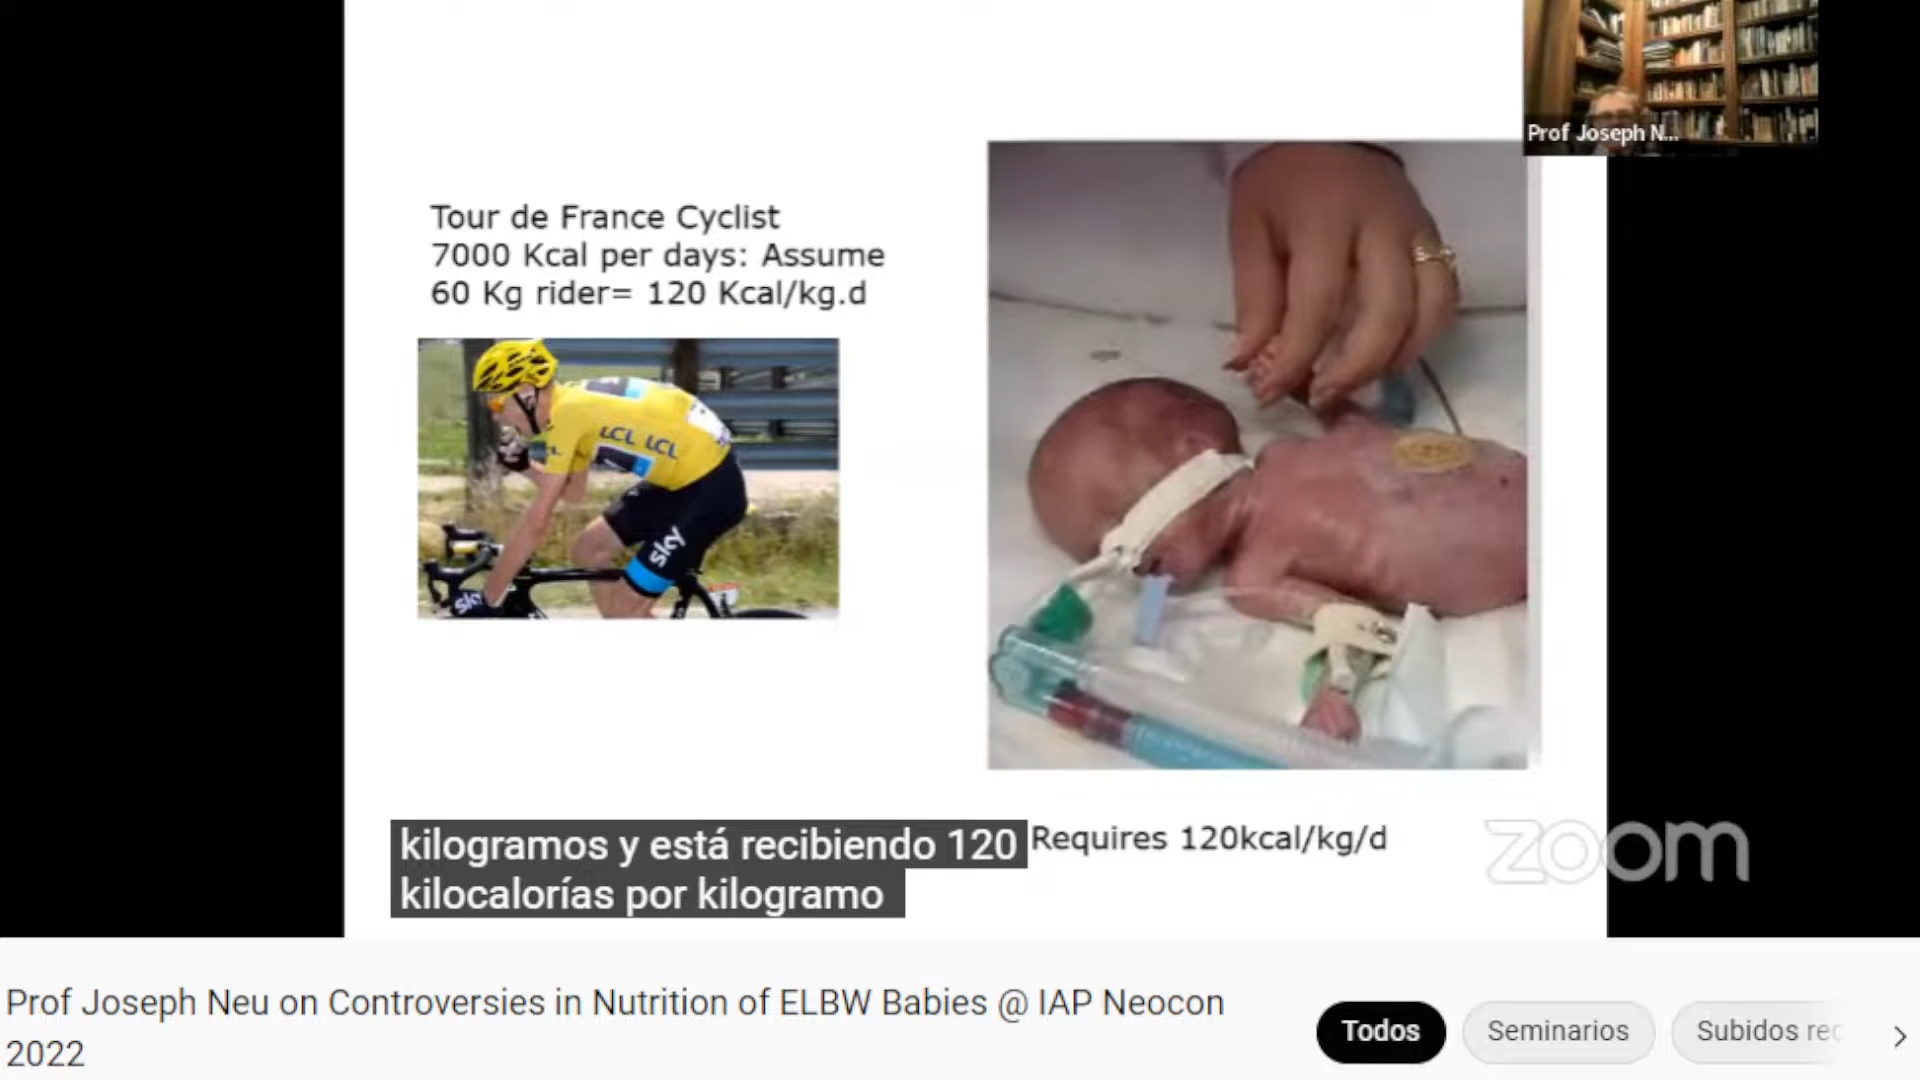 Prof Joseph N...
Tour de France Cyclist
7000 Kcal per days: Assume
60 Kg rider= 120 Kcal/kg.d
LCL LCL
sky
sky
Requires 120kcal/kg/d
kilogramos y está recibiendo 120
kilocalorías por kilogramo
zoom
Prof Joseph Neu on Controversies in Nutrition of ELBW Babies @ IAP Neocon
2022
Todos
Seminarios
Subidos rec